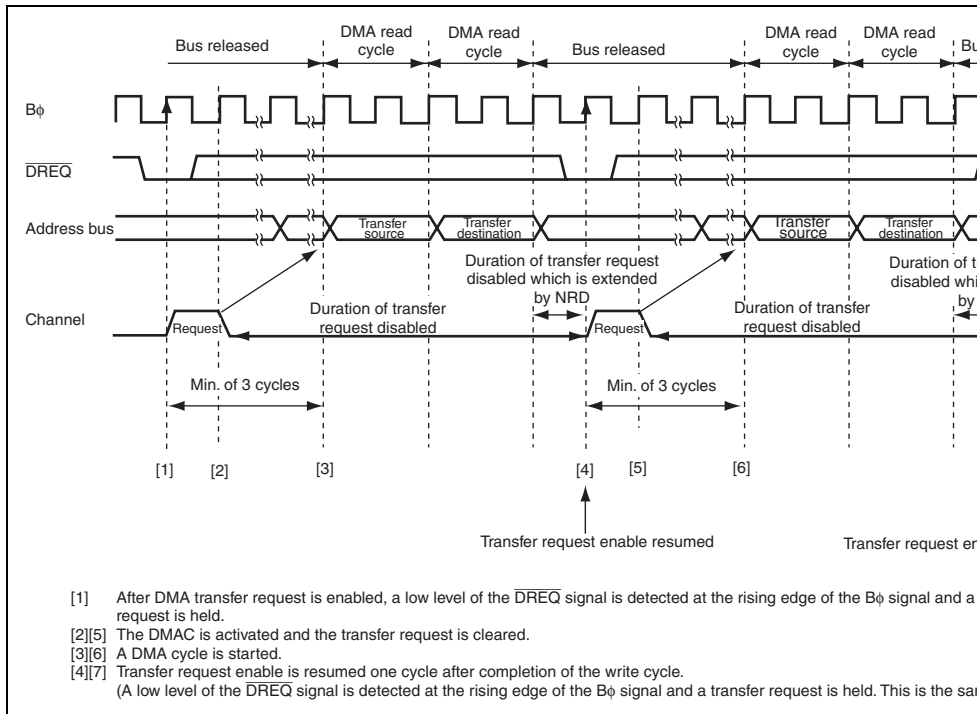 DMA read cycle
DMA read cycle
DMA read cycle
DMA read cycle
Bus released
Bus released
Bφ
DREQ
Address bus
Transfer source
Transfer destination
Transfer source
Transfer destination
Duration of transfer request disabled which is extended by NRD
Duration of t
disabled whi
by
Channel
Request
Duration of transfer request disabled
Request
Duration of transfer request disabled
Min. of 3 cycles
Min. of 3 cycles
[1]
[2]
[3]
[4]
[5]
[6]
Transfer request enable resumed
Transfer request en
[1] After DMA transfer request is enabled, a low level of the DREQ signal is detected at the rising edge of the Bφ signal and a
request is held.
[2][5] The DMAC is activated and the transfer request is cleared.
[3][6] A DMA cycle is started.
[4][7] Transfer request enable is resumed one cycle after completion of the write cycle.
(A low level of the DREQ signal is detected at the rising edge of the Bφ signal and a transfer request is held. This is the sa